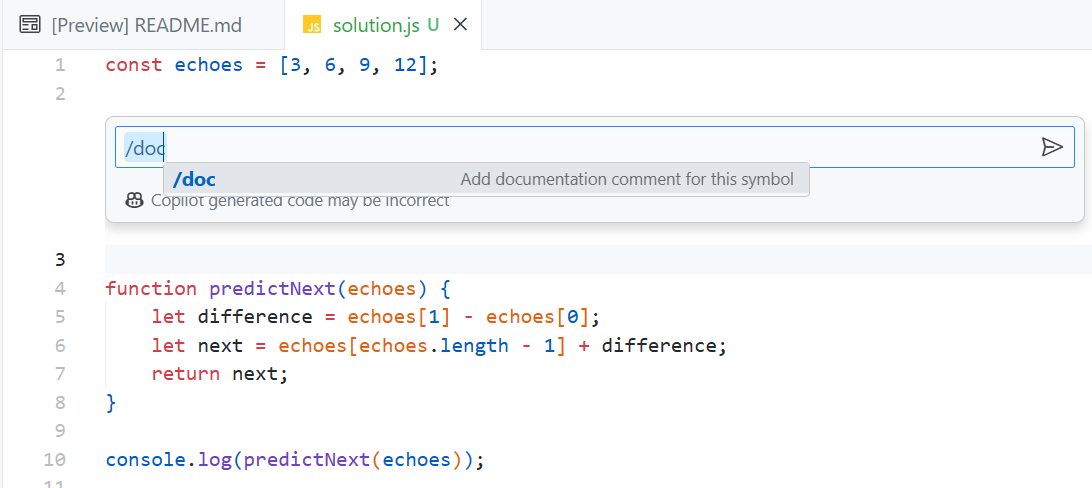 [Preview] README.md
JS solution.js U
1 const echoes = [3, 6, 9, 12];
2
/doc
/doc Add documentation comment for this symbol
Copilot generated code may be incorrect
3
4 function predictNext(echoes) {
5 let difference = echoes[1] - echoes[0];
6 let next = echoes[echoes.length - 1] + difference;
7 return next;
8 }
9
10 console.log(predictNext(echoes));
11